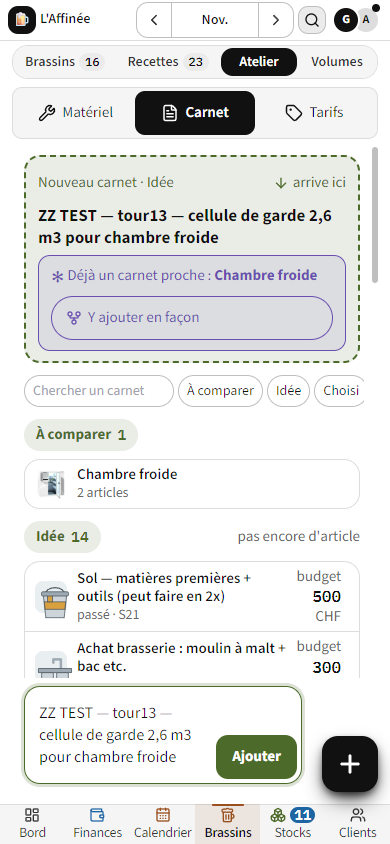 L'Affinée
Nov.
G
A
Brassins 16
Recettes 23
Atelier
Volumes
Matériel
Carnet
Tarifs
Nouveau carnet · Idée
arrive ici
ZZ TEST — tour13 — cellule de garde 2,6
m3 pour chambre froide
Déjà un carnet proche : Chambre froide
Y ajouter en façon
Chercher un carnet
À comparer
Idée
Choisi
À comparer 1
Chambre froide
2 articles
Idée 14
pas encore d'article
Sol — matières premières +
outils (peut faire en 2x)
passé · S21
budget
500
CHF
Achat brasserie : moulin à malt +
bac etc.
budget
300
ZZ TEST — tour13 —
cellule de garde 2,6 m3
pour chambre froide
Ajouter
Bord
Finances
Calendrier
Brassins
11
Stocks
Clients